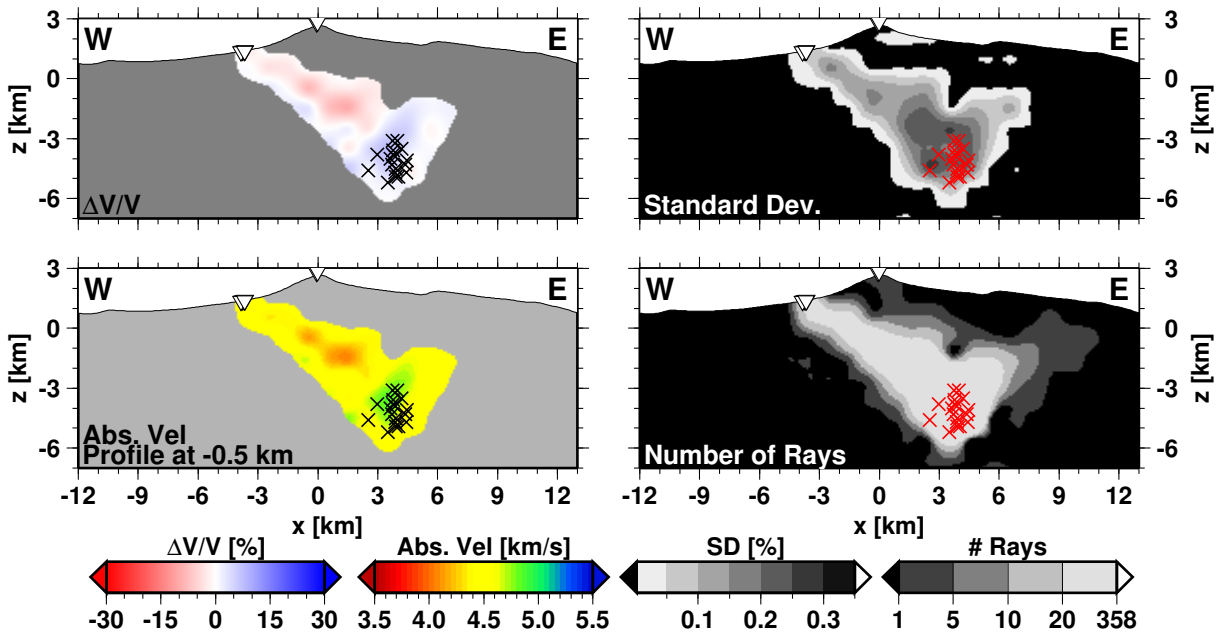 W E
3
0
-3
-6
z [km]
ΔV/V
W E
3
0
-3
-6
z [km]
Standard Dev.
W E
3
0
-3
-6
z [km]
Abs. Vel
Profile at -0.5 km
-12 -9 -6 -3 0 3 6 9 12
x [km]
W E
3
0
-3
-6
z [km]
Number of Rays
-12 -9 -6 -3 0 3 6 9 12
x [km]
ΔV/V [%]
-30 -15 0 15 30
Abs. Vel [km/s]
3.5 4.0 4.5 5.0 5.5
SD [%]
0.1 0.2 0.3
# Rays
1 5 10 20 358